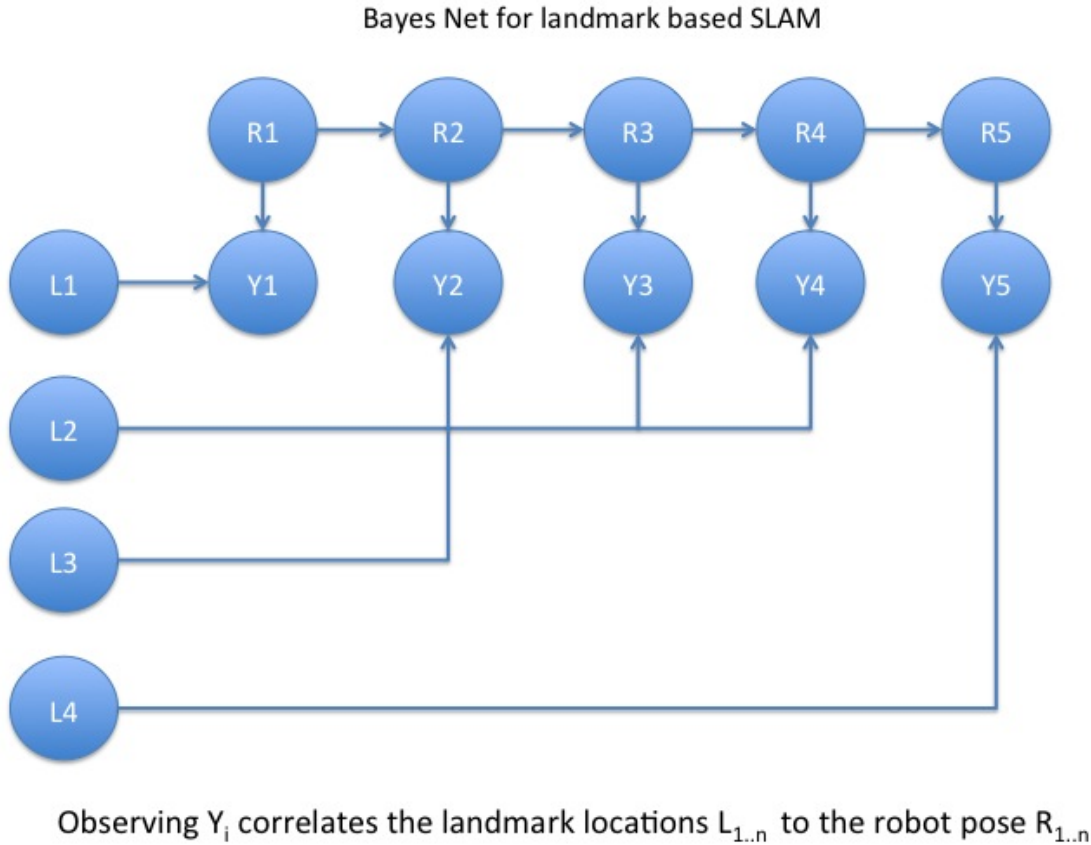 Bayes Net for landmark based SLAM
R1 R2 R3 R4 R5
L1 Y1 Y2 Y3 Y4 Y5
L2
L3
L4
Observing Yi correlates the landmark locations L1..n to the robot pose R1..n